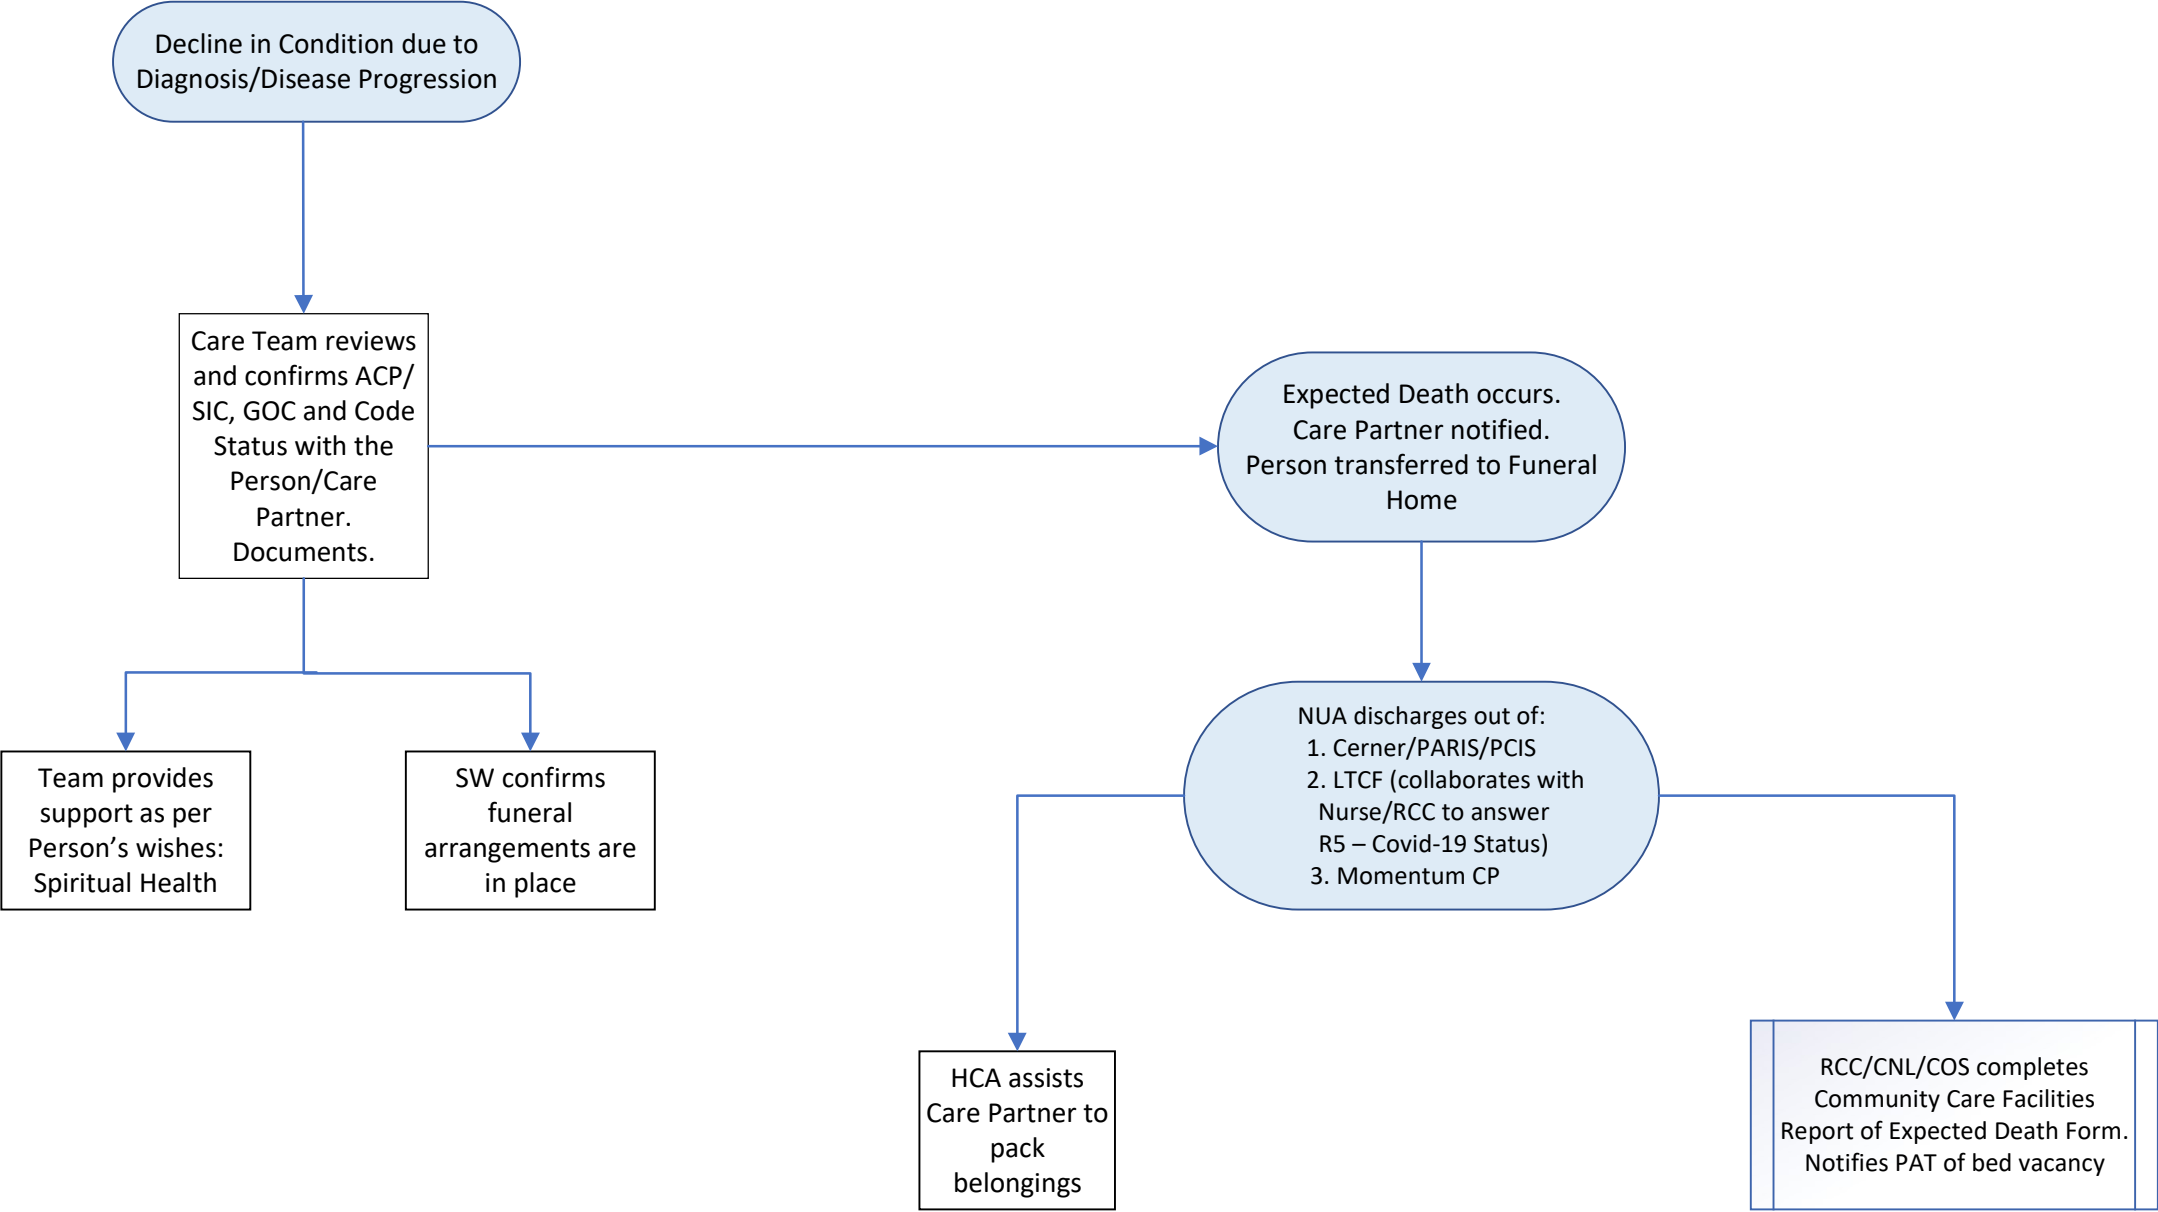 Decline in Condition due to
Diagnosis/Disease Progression
Care Team reviews
and confirms ACP/
SIC, GOC and Code
Status with the
Person/Care
Partner.
Documents.
Expected Death occurs.
Care Partner notified.
Person transferred to Funeral
Home
Team provides
support as per
Person’s wishes:
Spiritual Health
SW confirms
funeral
arrangements are
in place
NUA discharges out of:
1. Cerner/PARIS/PCIS
2. LTCF (collaborates with
Nurse/RCC to answer
R5 – Covid-19 Status)
3. Momentum CP
HCA assists
Care Partner to
pack
belongings
RCC/CNL/COS completes
Community Care Facilities
Report of Expected Death Form.
Notifies PAT of bed vacancy